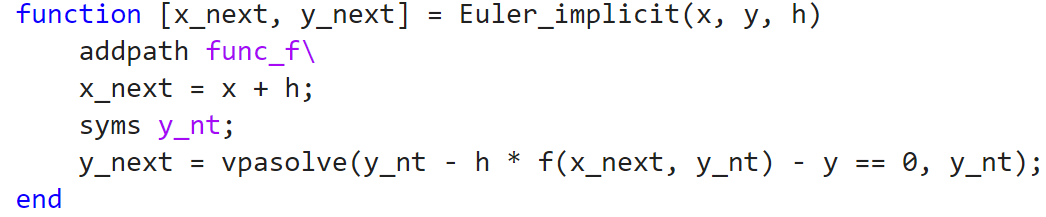 function [x_next, y_next] = Euler_implicit(x, y, h)
    addpath func_f\
    x_next = x + h;
    syms y_nt;
    y_next = vpasolve(y_nt - h * f(x_next, y_nt) - y == 0, y_nt);
end